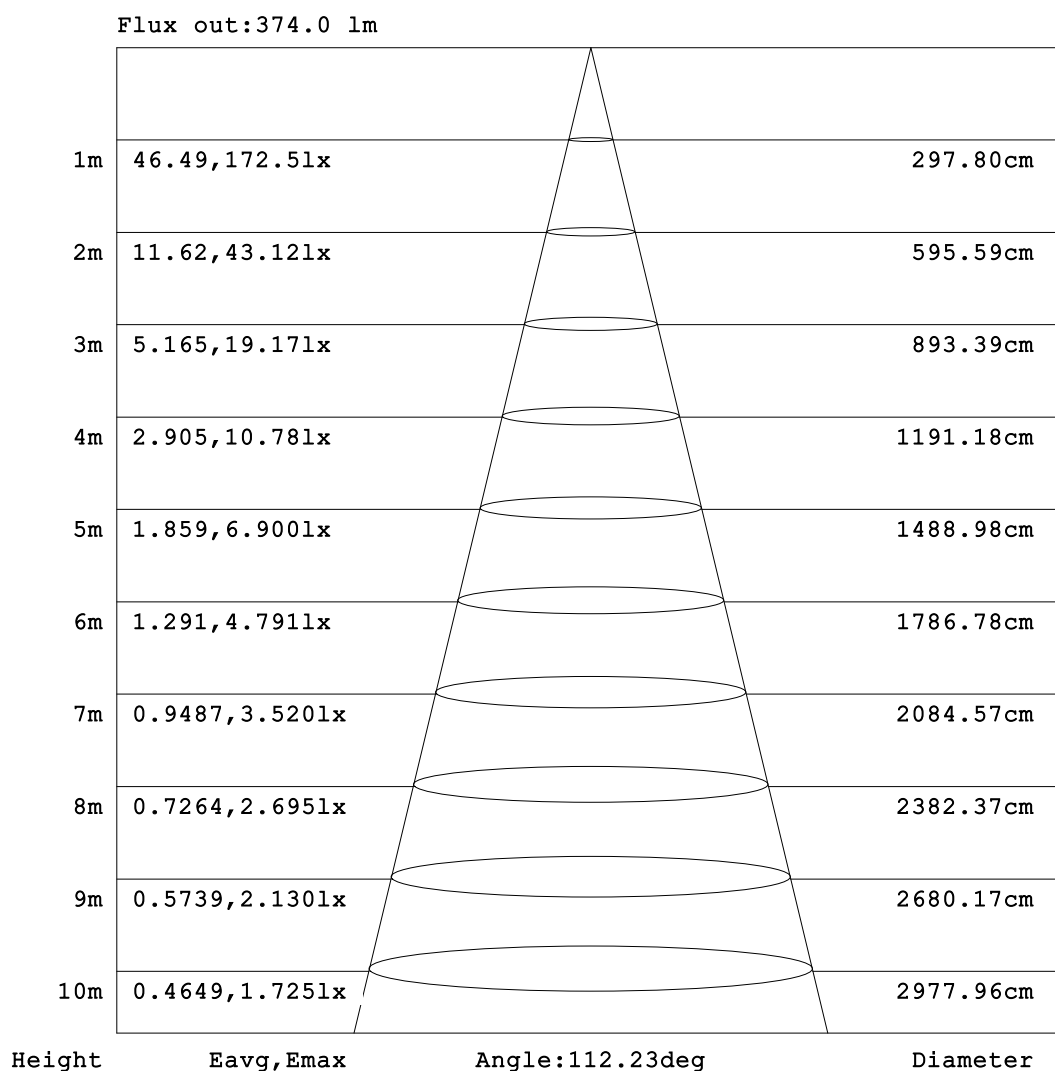 Flux out:374.0 lm
1m 46.49,172.5lx 297.80cm
2m 11.62,43.12lx 595.59cm
3m 5.165,19.17lx 893.39cm
4m 2.905,10.78lx 1191.18cm
5m 1.859,6.900lx 1488.98cm
6m 1.291,4.791lx 1786.78cm
7m 0.9487,3.520lx 2084.57cm
8m 0.7264,2.695lx 2382.37cm
9m 0.5739,2.130lx 2680.17cm
10m 0.4649,1.725lx 2977.96cm
Height Eavg,Emax Angle:112.23deg Diameter